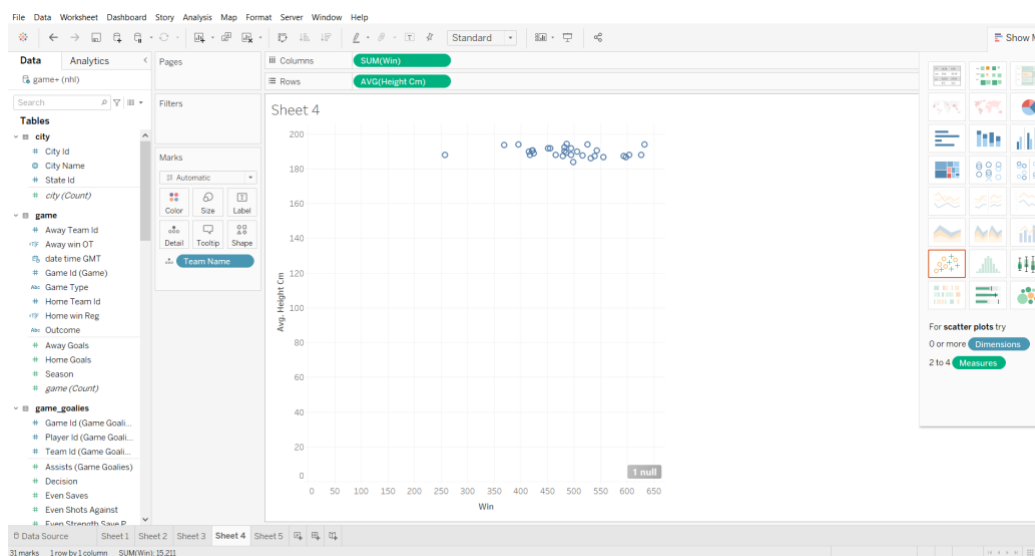 File Data Worksheet Dashboard Story Analysis Map Format Server Window Help
Standard
Show
Data Analytics
game+ (nhl)
Search
Tables
city
City Id
City Name
State Id
city (Count)
game
Away Team Id
Away win OT
date time GMT
Game Id (Game)
Abc Game Type
Home Team Id
Home win Reg
Abc Outcome
Away Goals
Home Goals
Season
game (Count)
game_goalies
Game Id (Game Goali...
Player Id (Game Goali...
Team Id (Game Goali...
Assists (Game Goalies)
Decision
Even Saves
Even Shots Against
Even Strength Save P
Pages
Filters
Marks
Automatic
Color Size Label
Detail Tooltip Shape
Team Name
Columns SUM(Win)
Rows AVG(Height Cm)
Sheet 4
200
180
160
140
120
100
80
60
40
20
0
Avg. Height Cm
1 null
0 50 100 150 200 250 300 350 400 450 500 550 600 650
Win
For scatter plots try
0 or more Dimensions
2 to 4 Measures
Data Source Sheet 1 Sheet 2 Sheet 3 Sheet 4 Sheet 5
31 marks 1 row by 1 column SUM(Win): 15,211